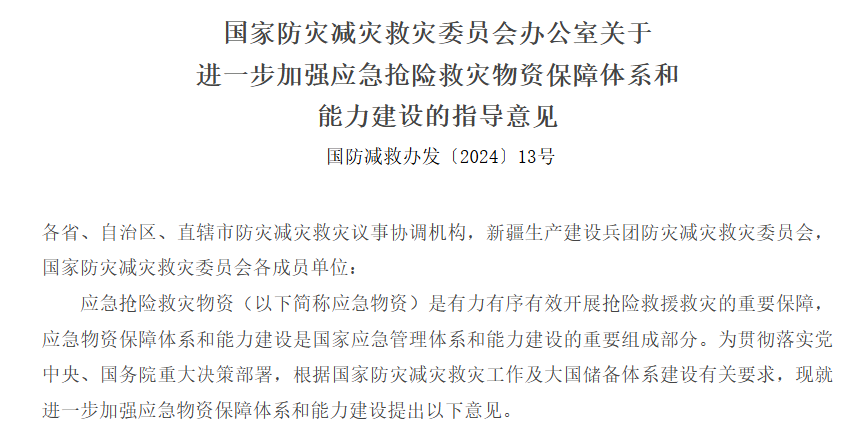 国家防灾减灾救灾委员会办公室关于
进一步加强应急抢险救灾物资保障体系和
能力建设的指导意见
国防减救办发〔2024〕13号
各省、自治区、直辖市防灾减灾救灾议事协调机构，新疆生产建设兵团防灾减灾救灾委员会，
国家防灾减灾救灾委员会各成员单位：
应急抢险救灾物资（以下简称应急物资）是有力有序有效开展抢险救援救灾的重要保障，
应急物资保障体系和能力建设是国家应急管理体系和能力建设的重要组成部分。为贯彻落实党
中央、国务院重大决策部署，根据国家防灾减灾救灾工作及大国储备体系建设有关要求，现就
进一步加强应急物资保障体系和能力建设提出以下意见。